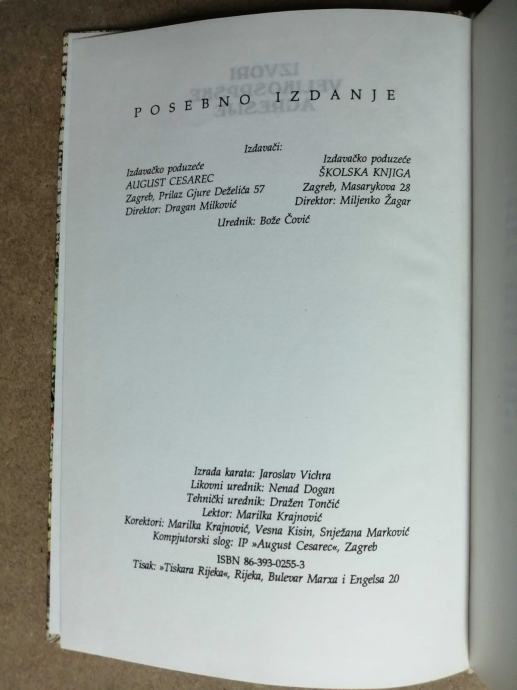 POSEBNO IZDANJE
Izdavači:
Izdavačko poduzeće
AUGUST CESAREC
Zagreb, Prilaz Gjure Deželića 57
Direktor: Dragan Milković
Izdavačko poduzeće
ŠKOLSKA KNJIGA
Zagreb, Masarykova 28
Direktor: Miljenko Žagar
Urednik: Bože Čović
Izrada karata: Jaroslav Vichra
Likovni urednik: Nenad Dogan
Tehnički urednik: Dražen Tončić
Lektor: Marilka Krajnović
Korektori: Marilka Krajnović, Vesna Kisin, Snježana Marković
Kompjutorski slog: IP »August Cesarec«, Zagreb
ISBN 86-393-0255-3
Tisak: »Tiskara Rijeka«, Rijeka, Bulevar Marxa i Engelsa 20
IZVORI
VELIKOSRPSKE
AGRESIJE